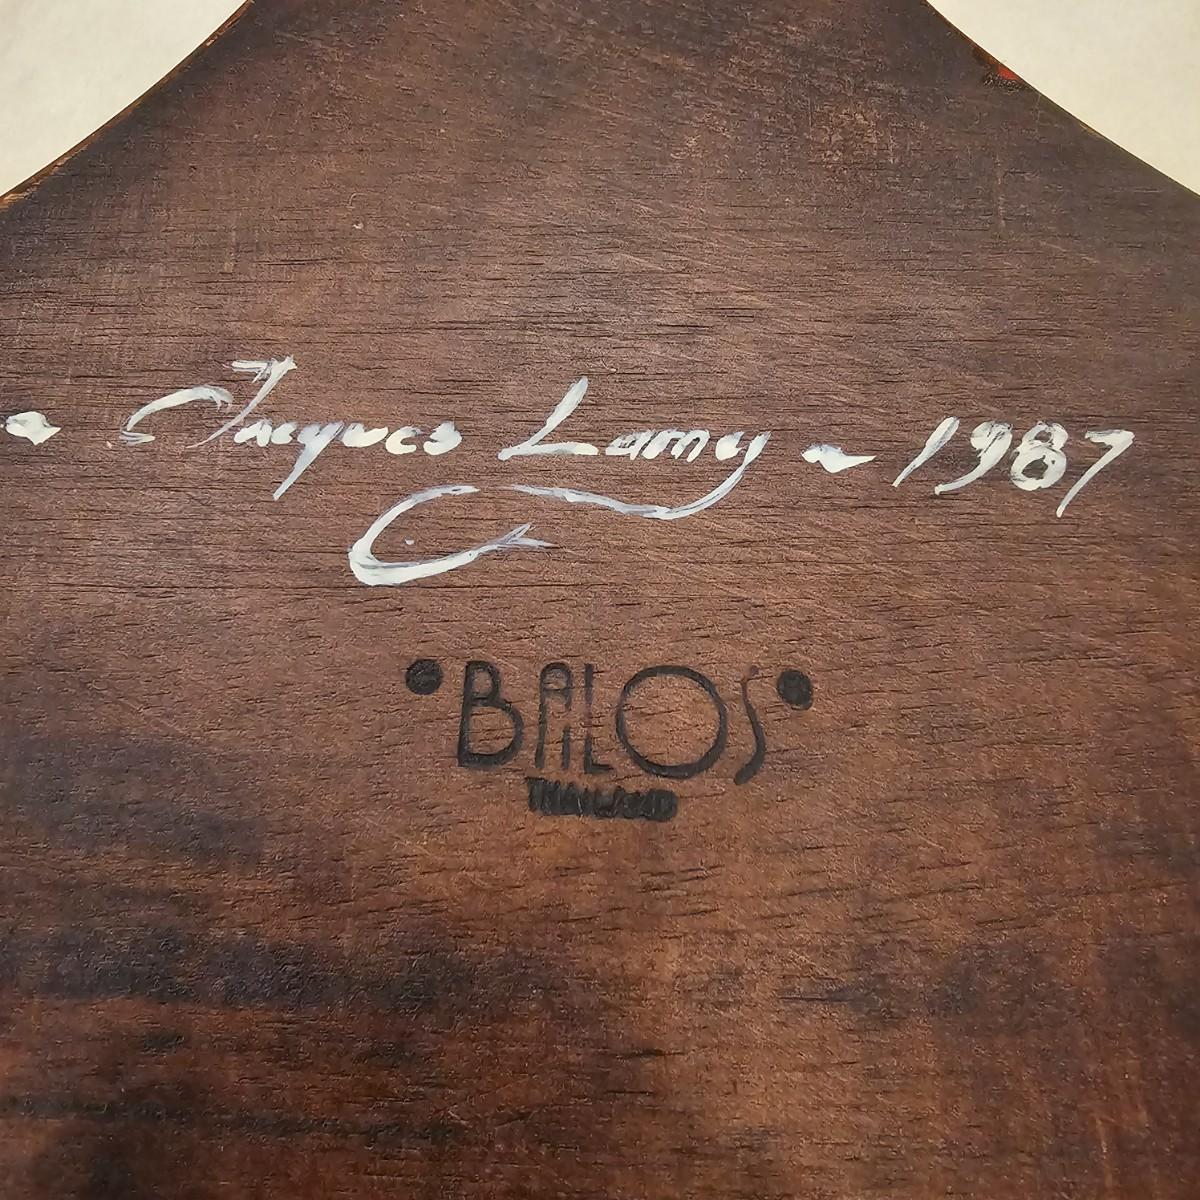 ~ Jacques Lamy ~ 1987
•BALOS•
THAILAND